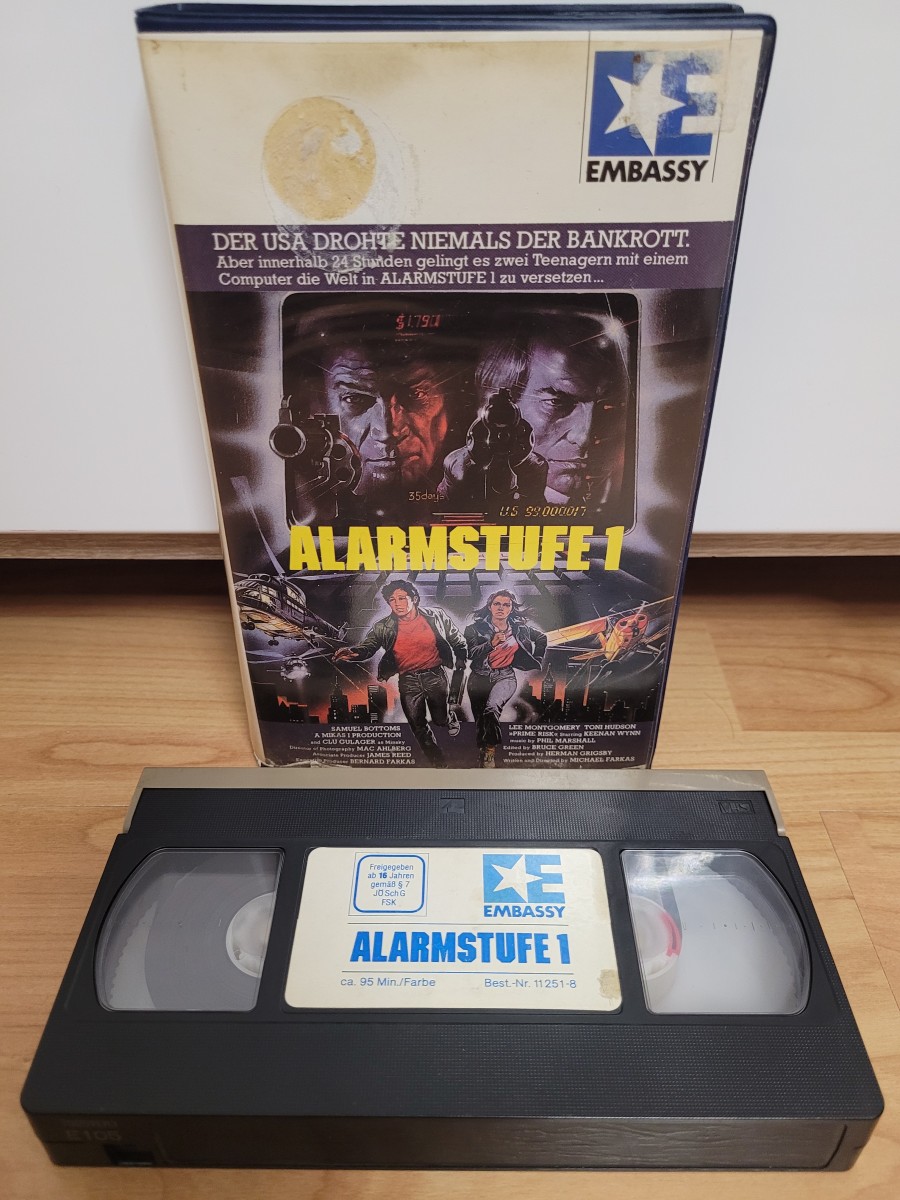 E
EMBASSY
DER USA DROHTE NIEMALS DER BANKROTT.
Aber innerhalb 24 Stunden gelingt es zwei Teenagern mit einem
Computer die Welt in ALARMSTUFE 1 zu versetzen...
$1,790
35days
U.S 99000017
ALARMSTUFE 1
SAMUEL BOTTOMS
A MIKAS I PRODUCTION
and CLU GULAGER as Minsky
Director of Photography MAC AHLBERG
Associate Producer JAMES REED
Producer BERNARD FARKAS
LEE MONTGOMERY TONI HUDSON
»PRIME RISK« Starring KEENAN WYNN
music by PHIL MARSHALL
Edited by BRUCE GREEN
Produced by HERMAN GRIGSBY
Written and Directed by MICHAEL FARKAS
VHS
Freigegeben
ab 16 Jahren
gemäß § 7
JÖSchG
FSK
E
EMBASSY
ALARMSTUFE 1
ca. 95 Min./Farbe Best.-Nr. 11251-8
E105